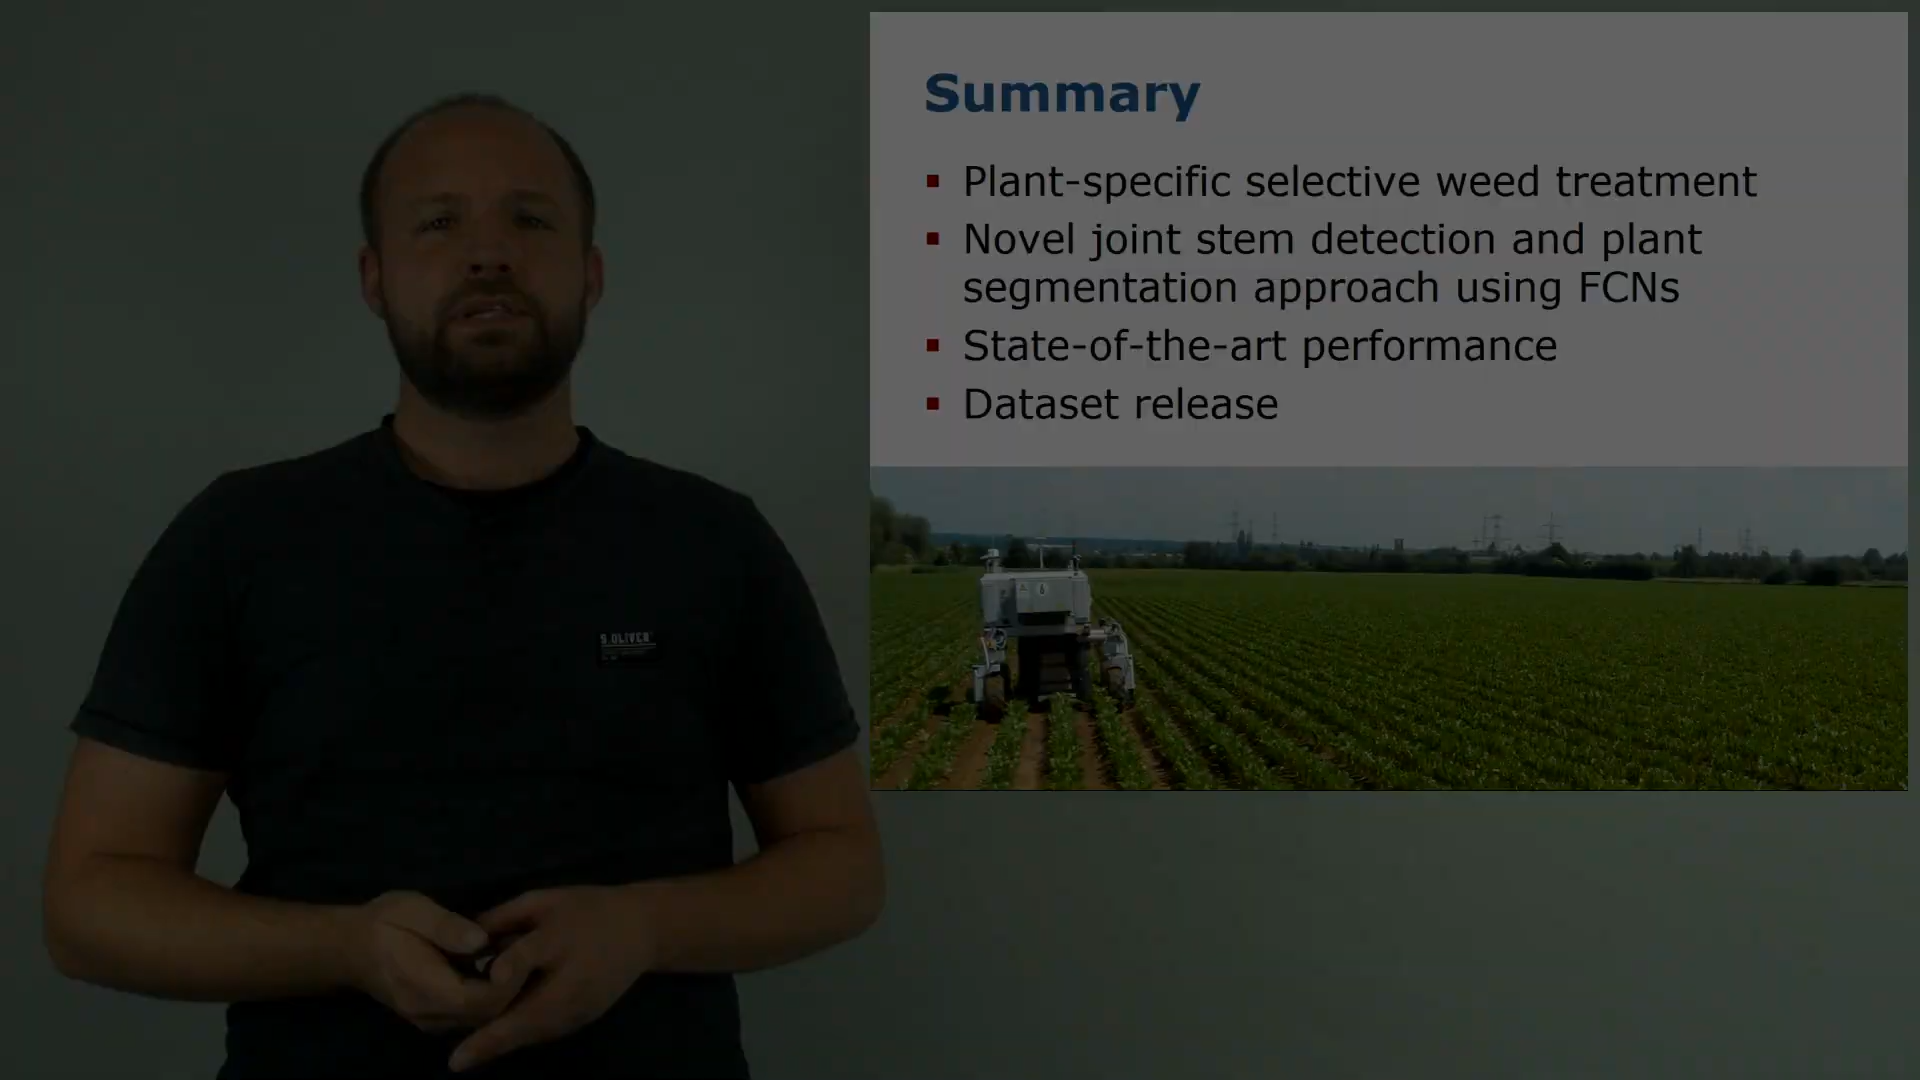 Summary
Plant-specific selective weed treatment
Novel joint stem detection and plant
segmentation approach using FCNs
State-of-the-art performance
Dataset release
S.OLIVER